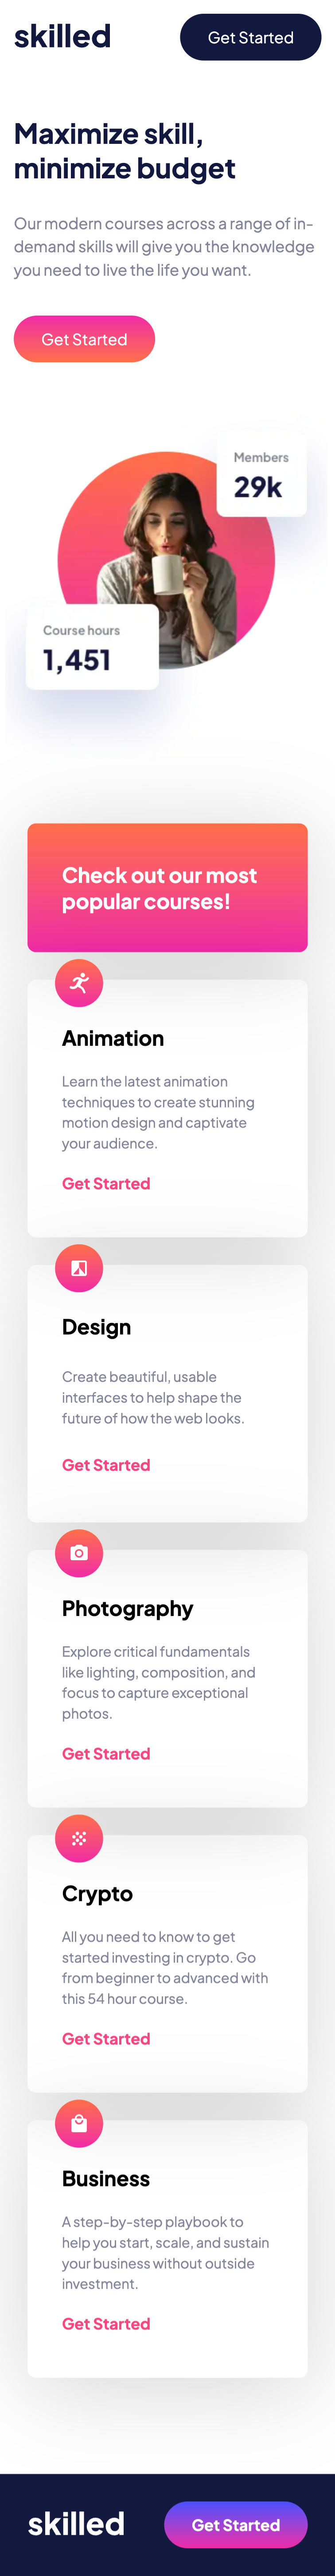 skilled
Get Started
Maximize skill,
minimize budget
Our modern courses across a range of in-
demand skills will give you the knowledge
you need to live the life you want.
Get Started
Members
29k
Course hours
1,451
Check out our most
popular courses!
Animation
Learn the latest animation
techniques to create stunning
motion design and captivate
your audience.
Get Started
Design
Create beautiful, usable
interfaces to help shape the
future of how the web looks.
Get Started
Photography
Explore critical fundamentals
like lighting, composition, and
focus to capture exceptional
photos.
Get Started
Crypto
All you need to know to get
started investing in crypto. Go
from beginner to advanced with
this 54 hour course.
Get Started
Business
A step-by-step playbook to
help you start, scale, and sustain
your business without outside
investment.
Get Started
skilled
Get Started